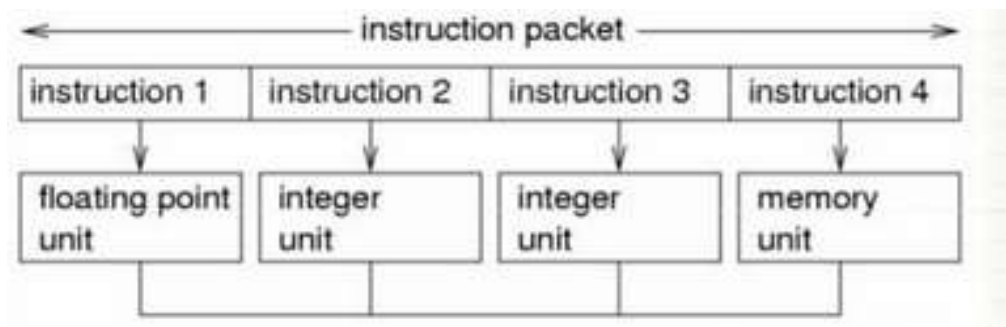 instruction packet
instruction 1 instruction 2 instruction 3 instruction 4
floating point unit
integer unit
integer unit
memory unit